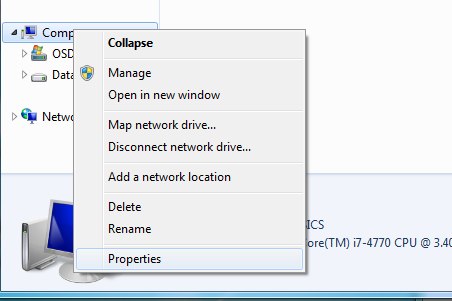 Comp
Collapse
OSD
Manage
Data
Open in new window
Netwo
Map network drive...
Disconnect network drive...
Add a network location
Delete
Rename
ICS
ore(TM) i7-4770 CPU @ 3.40
Properties